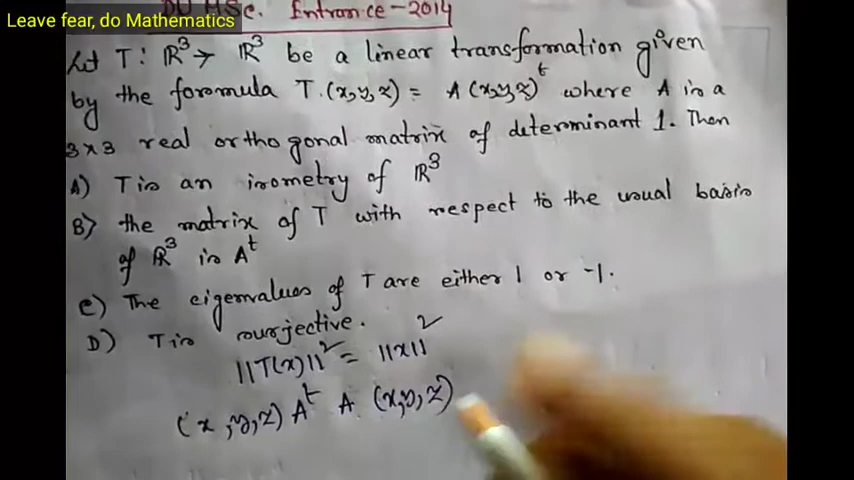 Leave fear, do Mathematics
DU MSc. Entrance-2014
Let T: ℝ³ → ℝ³ be a linear transformation given
by the formula T.(x,y,z) = A(x,y,z)ᵗ where A is a
3x3 real orthogonal matrix of determinant 1. Then
A) T is an isometry of ℝ³
B) the matrix of T with respect to the usual basis
of ℝ³ is Aᵗ
C) The eigenvalues of T are either 1 or -1.
D) T is surjective.
||T(x)||² = ||x||²
(x,y,z) Aᵗ A (x,y,z)